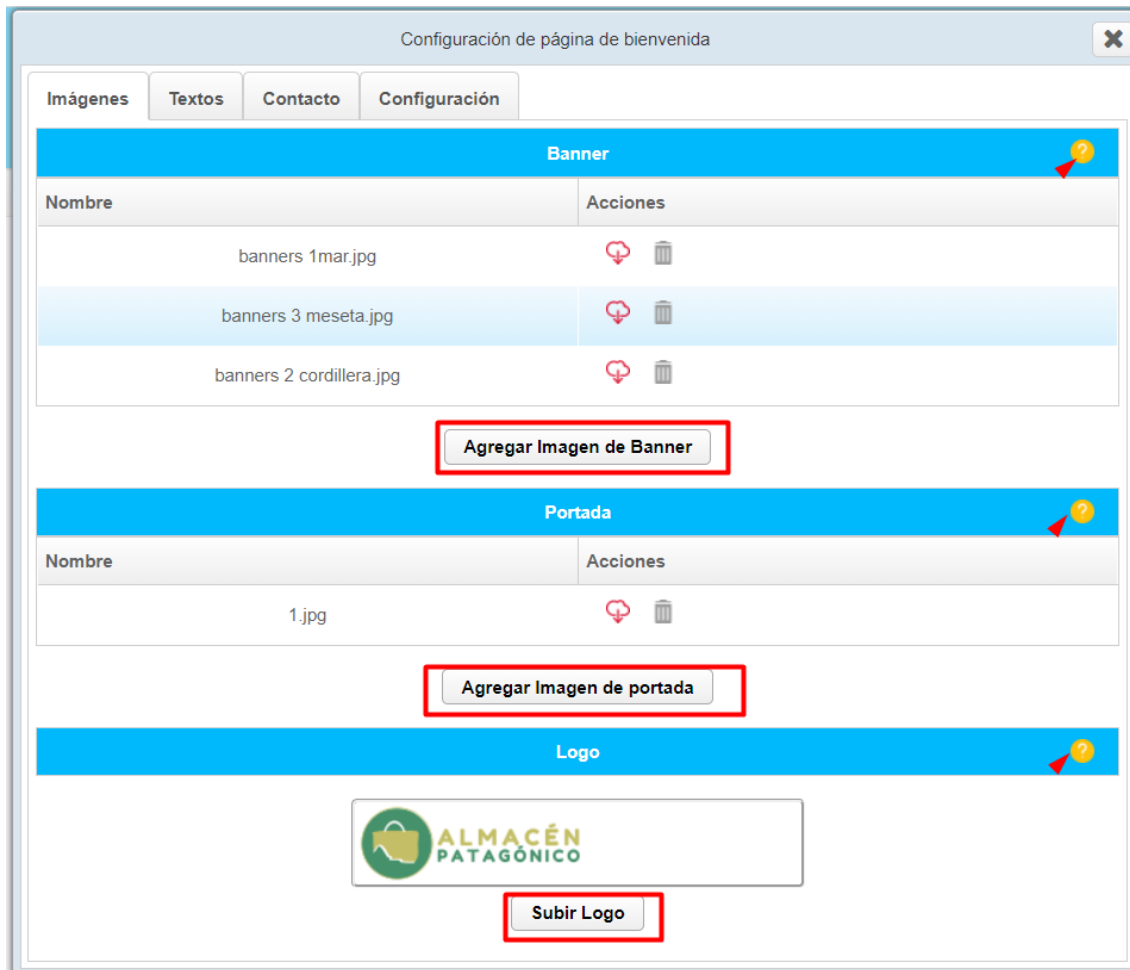 Configuración de página de bienvenida
Imágenes Textos Contacto Configuración
Banner ?
Nombre Acciones
banners 1mar.jpg
banners 3 meseta.jpg
banners 2 cordillera.jpg
Agregar Imagen de Banner
Portada ?
Nombre Acciones
1.jpg
Agregar Imagen de portada
Logo ?
ALMACÉN
PATAGÓNICO
Subir Logo